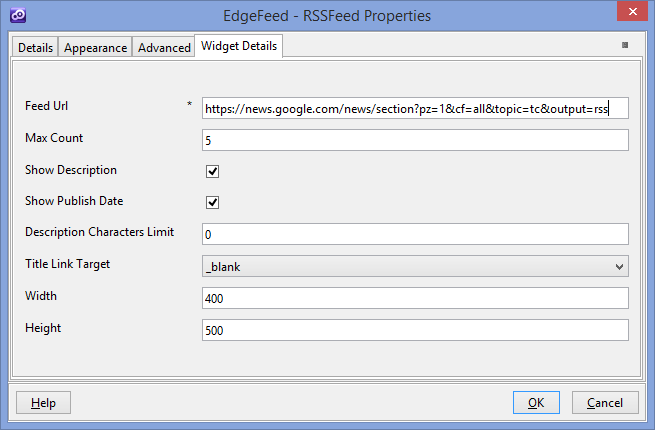 EdgeFeed - RSSFeed Properties
Details Appearance Advanced Widget Details
Feed Url * https://news.google.com/news/section?pz=1&cf=all&topic=tc&output=rss
Max Count 5
Show Description
Show Publish Date
Description Characters Limit 0
Title Link Target _blank
Width 400
Height 500
Help OK Cancel